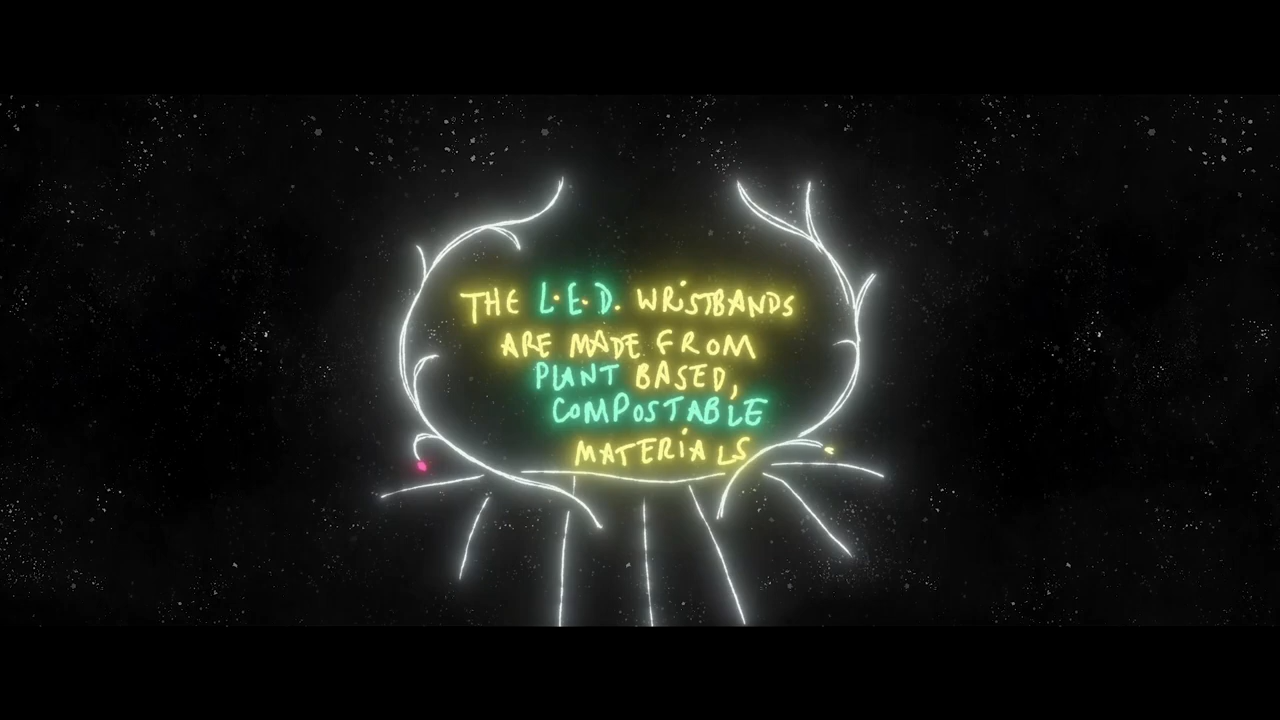 THE L.E.D. WRiSTBANDS
ARE MADE FROM
PLANT BASED,
COMPOSTABLE
MATERiALS